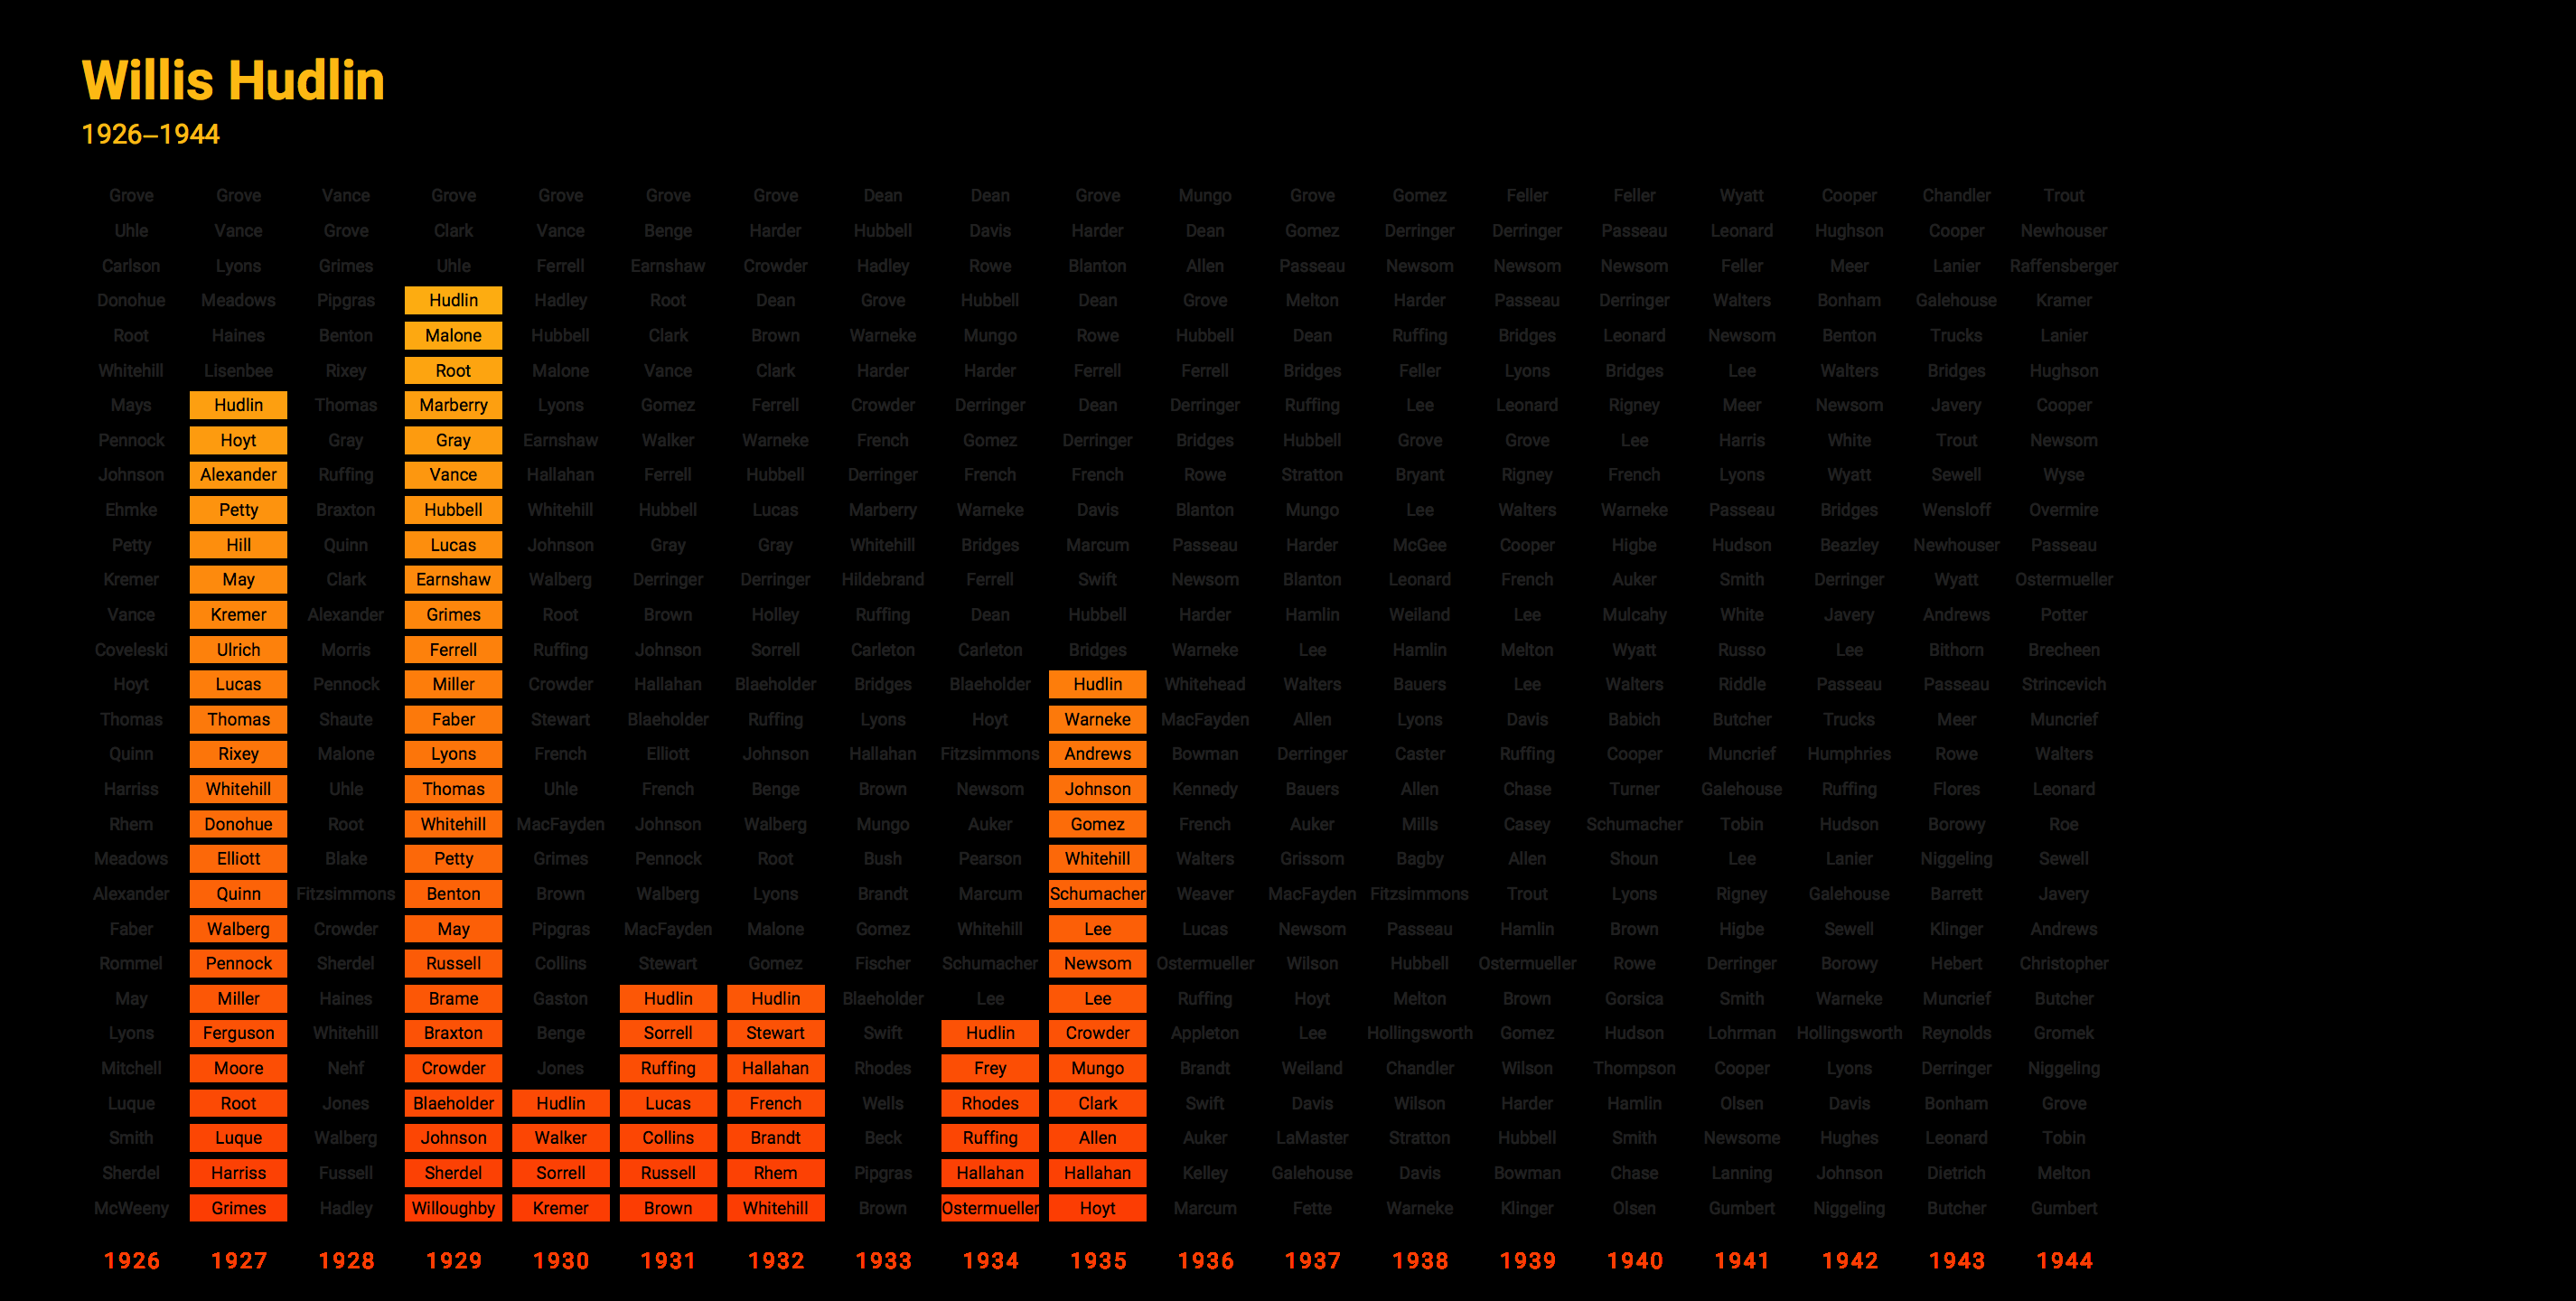 Willis Hudlin
1926–1944
Grove Grove Vance Grove Grove Grove Grove Dean Dean Grove Mungo Grove Gomez Feller Feller Wyatt Cooper Chandler Trout
Uhle Vance Grove Clark Vance Benge Harder Hubbell Davis Harder Dean Gomez Derringer Derringer Passeau Leonard Hughson Cooper Newhouser
Carlson Lyons Grimes Uhle Ferrell Earnshaw Crowder Hadley Rowe Blanton Allen Passeau Newsom Newsom Newsom Feller Meer Lanier Raffensberger
Donohue Meadows Pipgras Hudlin Hadley Root Dean Grove Hubbell Dean Grove Melton Harder Passeau Derringer Walters Bonham Galehouse Kramer
Root Haines Benton Malone Hubbell Clark Brown Warneke Mungo Rowe Hubbell Dean Ruffing Bridges Leonard Newsom Benton Trucks Lanier
Whitehill Lisenbee Rixey Root Malone Vance Clark Harder Harder Ferrell Ferrell Bridges Feller Lyons Bridges Lee Walters Bridges Hughson
Mays Hudlin Thomas Marberry Lyons Gomez Ferrell Crowder Derringer Dean Derringer Ruffing Lee Leonard Rigney Meer Newsom Javery Cooper
Pennock Hoyt Gray Gray Earnshaw Walker Warneke French Gomez Derringer Bridges Hubbell Grove Grove Lee Harris White Trout Newsom
Johnson Alexander Ruffing Vance Hallahan Ferrell Hubbell Derringer French French Rowe Stratton Bryant Rigney French Lyons Wyatt Sewell Wyse
Ehmke Petty Braxton Hubbell Whitehill Hubbell Lucas Marberry Warneke Davis Blanton Mungo Lee Walters Warneke Passeau Bridges Wensloff Overmire
Petty Hill Quinn Lucas Johnson Gray Gray Whitehill Bridges Marcum Passeau Harder McGee Cooper Higbe Hudson Beazley Newhouser Passeau
Kremer May Clark Earnshaw Walberg Derringer Derringer Hildebrand Ferrell Swift Newsom Blanton Leonard French Auker Smith Derringer Wyatt Ostermueller
Vance Kremer Alexander Grimes Root Brown Holley Ruffing Dean Hubbell Harder Hamlin Weiland Lee Mulcahy White Javery Andrews Potter
Coveleski Ulrich Morris Ferrell Ruffing Johnson Sorrell Carleton Carleton Bridges Warneke Lee Hamlin Melton Wyatt Russo Lee Bithorn Brecheen
Hoyt Lucas Pennock Miller Crowder Hallahan Blaeholder Bridges Blaeholder Hudlin Whitehead Walters Bauers Lee Walters Riddle Passeau Passeau Strincevich
Thomas Thomas Shaute Faber Stewart Blaeholder Ruffing Lyons Hoyt Warneke MacFayden Allen Lyons Davis Babich Butcher Trucks Meer Muncrief
Quinn Rixey Malone Lyons French Elliott Johnson Hallahan Fitzsimmons Andrews Bowman Derringer Caster Ruffing Cooper Muncrief Humphries Rowe Walters
Harriss Whitehill Uhle Thomas Uhle French Benge Brown Newsom Johnson Kennedy Bauers Allen Chase Turner Galehouse Ruffing Flores Leonard
Rhem Donohue Root Whitehill MacFayden Johnson Walberg Mungo Auker Gomez French Auker Mills Casey Schumacher Tobin Hudson Borowy Roe
Meadows Elliott Blake Petty Grimes Pennock Root Bush Pearson Whitehill Walters Grissom Bagby Allen Shoun Lee Lanier Niggeling Sewell
Alexander Quinn Fitzsimmons Benton Brown Walberg Lyons Brandt Marcum Schumacher Weaver MacFayden Fitzsimmons Trout Lyons Rigney Galehouse Barrett Javery
Faber Walberg Crowder May Pipgras MacFayden Malone Gomez Whitehill Lee Lucas Newsom Passeau Hamlin Brown Higbe Sewell Klinger Andrews
Rommel Pennock Sherdel Russell Collins Stewart Gomez Fischer Schumacher Newsom Ostermueller Wilson Hubbell Ostermueller Rowe Derringer Borowy Hebert Christopher
May Miller Haines Brame Gaston Hudlin Hudlin Blaeholder Lee Lee Ruffing Hoyt Melton Brown Gorsica Smith Warneke Muncrief Butcher
Lyons Ferguson Whitehill Braxton Benge Sorrell Stewart Swift Hudlin Crowder Appleton Lee Hollingsworth Gomez Hudson Lohrman Hollingsworth Reynolds Gromek
Mitchell Moore Nehf Crowder Jones Ruffing Hallahan Rhodes Frey Mungo Brandt Weiland Chandler Wilson Thompson Cooper Lyons Derringer Niggeling
Luque Root Jones Blaeholder Hudlin Lucas French Wells Rhodes Clark Swift Davis Wilson Harder Hamlin Olsen Davis Bonham Grove
Smith Luque Walberg Johnson Walker Collins Brandt Beck Ruffing Allen Auker LaMaster Stratton Hubbell Smith Newsome Hughes Leonard Tobin
Sherdel Harriss Fussell Sherdel Sorrell Russell Rhem Pipgras Hallahan Hallahan Kelley Galehouse Davis Bowman Chase Lanning Johnson Dietrich Melton
McWeeny Grimes Hadley Willoughby Kremer Brown Whitehill Brown Ostermueller Hoyt Marcum Fette Warneke Klinger Olsen Gumbert Niggeling Butcher Gumbert
1926 1927 1928 1929 1930 1931 1932 1933 1934 1935 1936 1937 1938 1939 1940 1941 1942 1943 1944